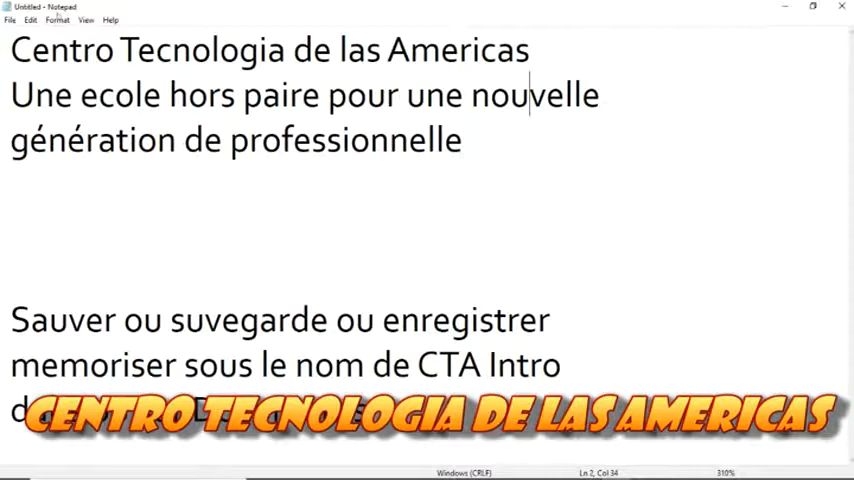 Untitled - Notepad
File Edit Format View Help
Centro Tecnologia de las Americas
Une ecole hors paire pour une nouvelle
génération de professionnelle
Sauver ou suvegarde ou enregistrer
memoriser sous le nom de CTA Intro
CENTRO TECNOLOGIA DE LAS AMERICAS
Windows (CRLF) Ln 2, Col 34 310%